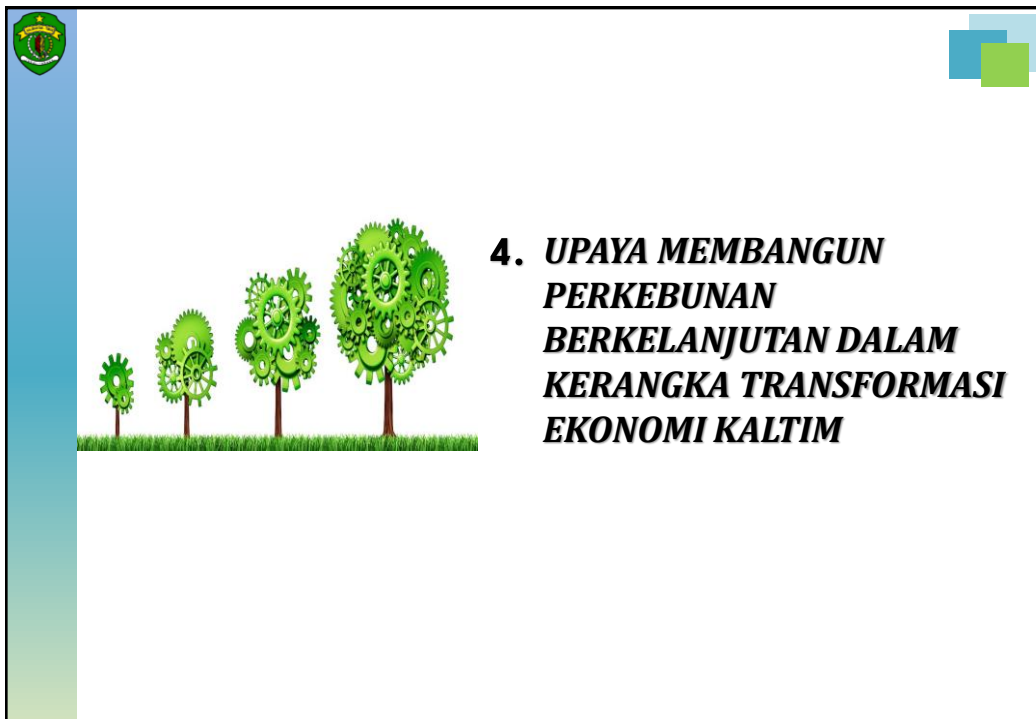 4. UPAYA MEMBANGUN
PERKEBUNAN
BERKELANJUTAN DALAM
KERANGKA TRANSFORMASI
EKONOMI KALTIM